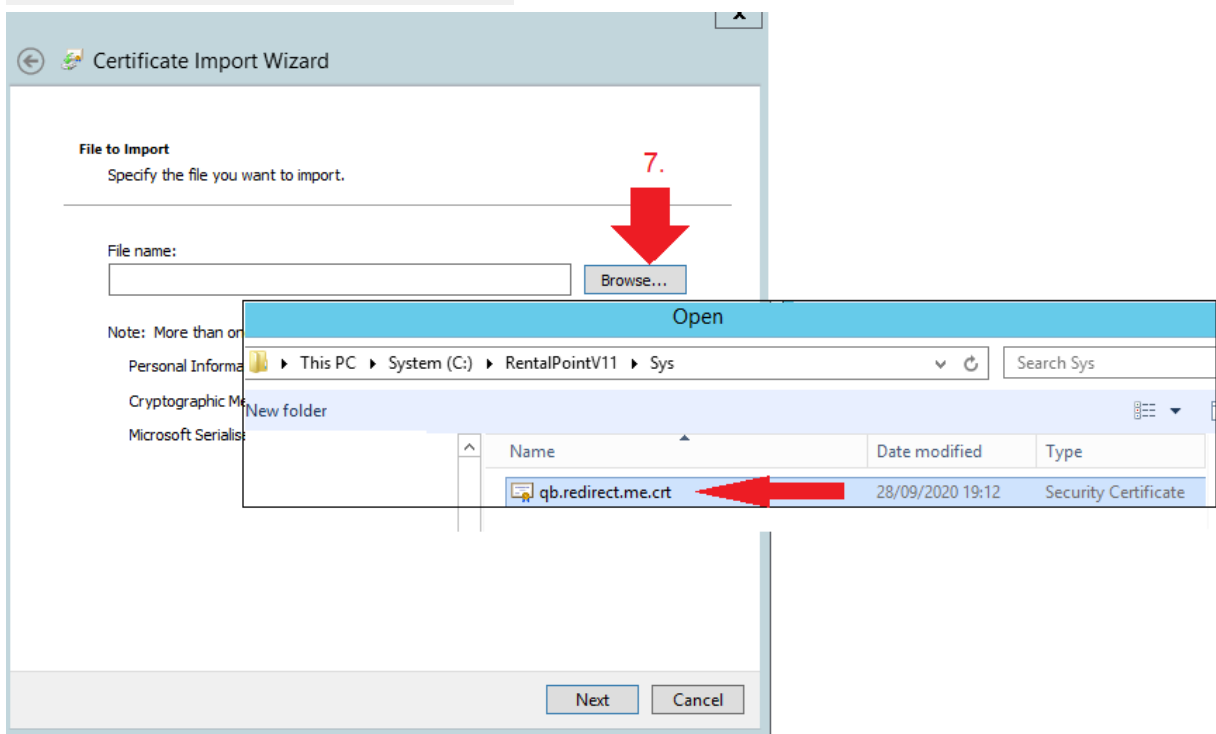 x
Certificate Import Wizard
File to Import
Specify the file you want to import.
7.
File name:
Browse...
Note: More than on
Open
Personal Informa
This PC System (C:) RentalPointV11 Sys
Search Sys
Cryptographic Me
New folder
Microsoft Serialis
Name Date modified Type
qb.redirect.me.crt 28/09/2020 19:12 Security Certificate
Next Cancel